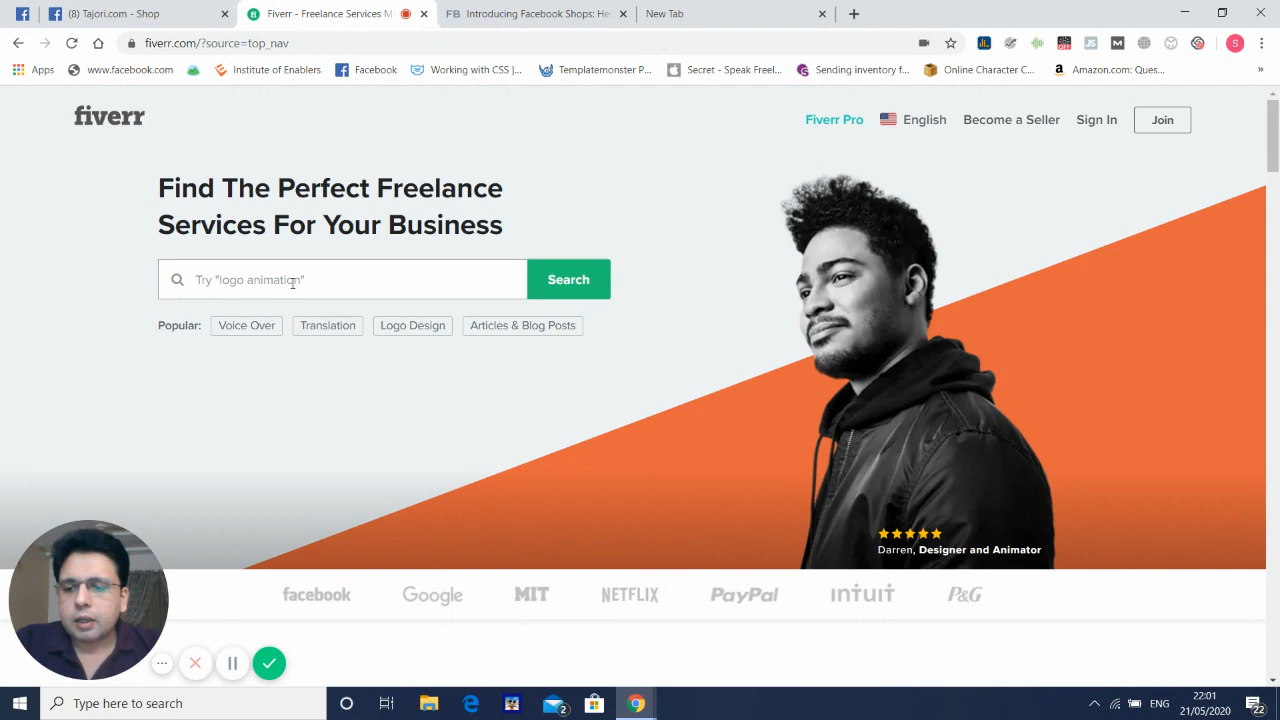 (1) Tajori.com - Shop
Fiverr - Freelance Services M
FB Introducing Facebook Shops: Hel
New Tab
fiverr.com/?source=top_nav
Apps
www.facebook.com
Institute of Enablers
Facebook
Working with CSS |...
Templatemonster P...
Secret - Speak Freel...
Sending inventory f...
Online Character C...
Amazon.com: Ques...
»
fiverr
Fiverr Pro
English
Become a Seller
Sign In
Join
Find The Perfect Freelance
Services For Your Business
Try "logo animation"
Search
Popular:
Voice Over
Translation
Logo Design
Articles & Blog Posts
Darren, Designer and Animator
facebook
Google
MIT
NETFLIX
PayPal
intuit
P&G
Type here to search
2
ENG
22:01
21/05/2020
22